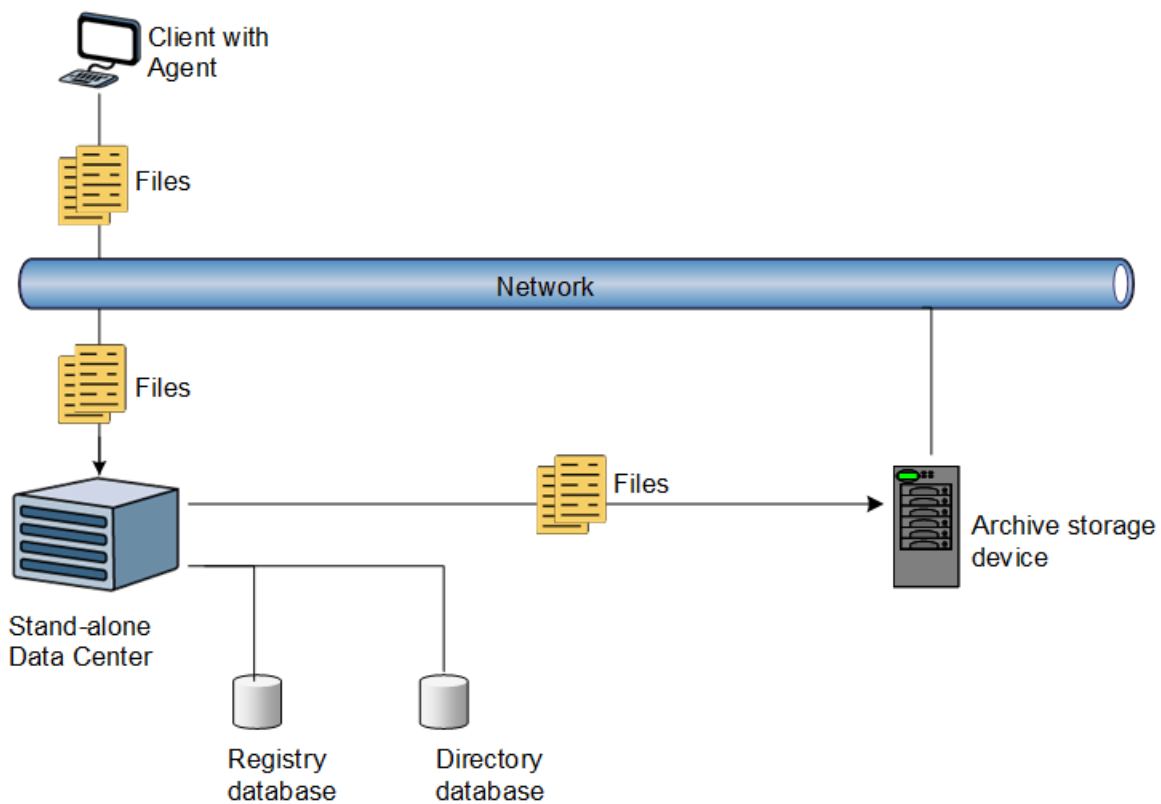 Client with
Agent
Files
Network
Files
Files
Archive storage
device
Stand-alone
Data Center
Registry
database
Directory
database